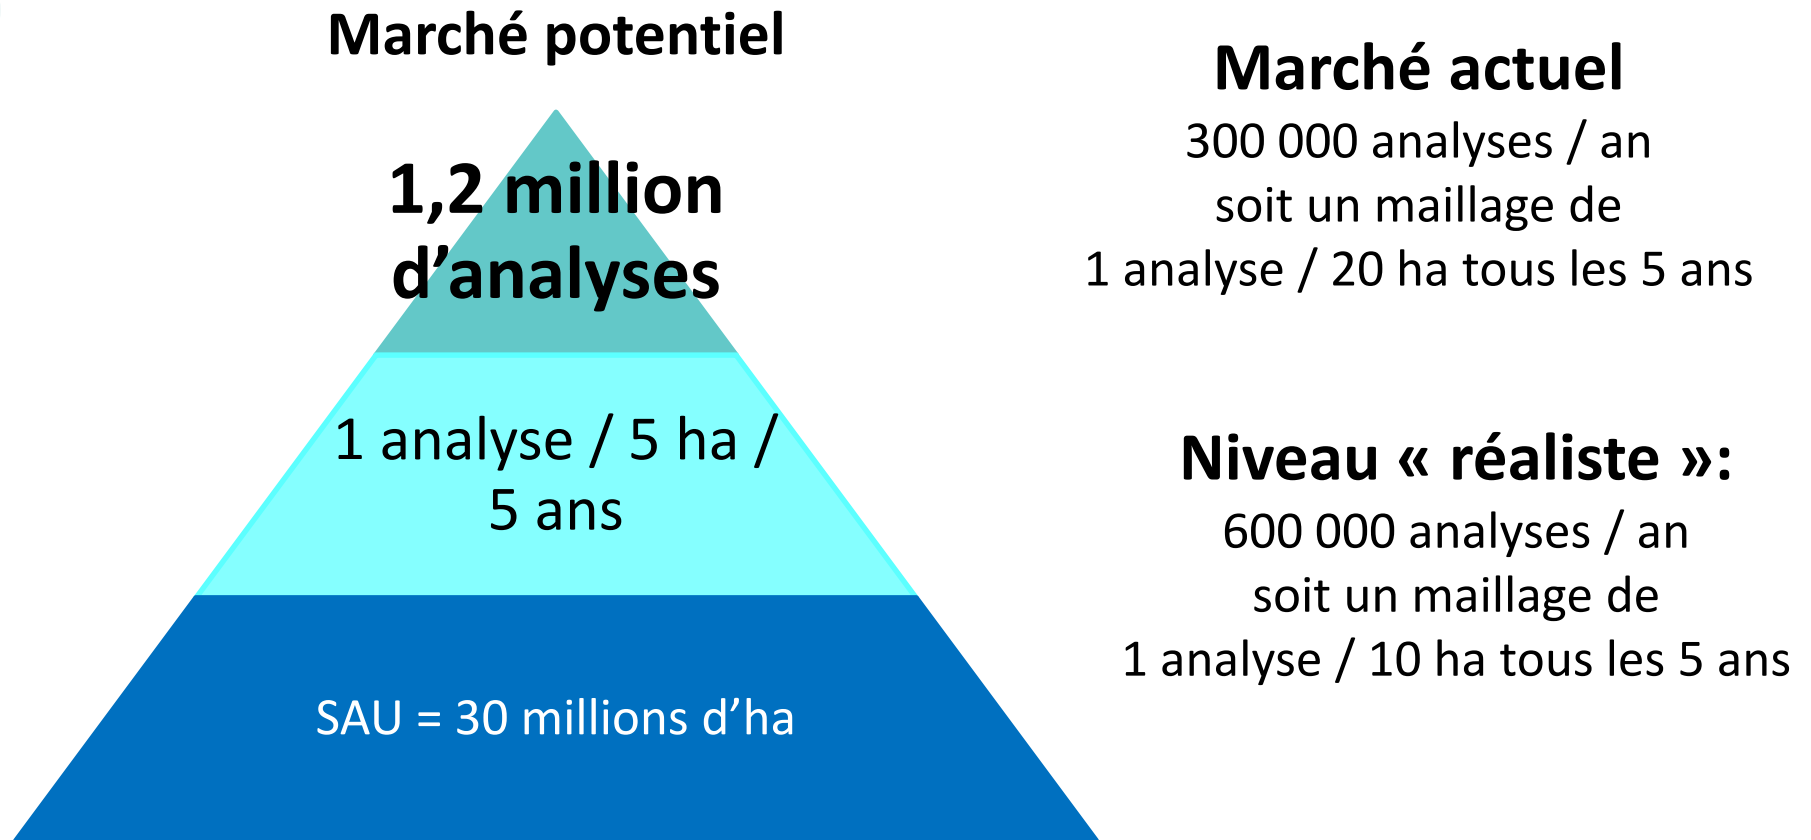 Marché potentiel
1,2 million
d’analyses
1 analyse / 5 ha /
5 ans
SAU = 30 millions d’ha
Marché actuel
300 000 analyses / an
soit un maillage de
1 analyse / 20 ha tous les 5 ans
Niveau « réaliste »:
600 000 analyses / an
soit un maillage de
1 analyse / 10 ha tous les 5 ans